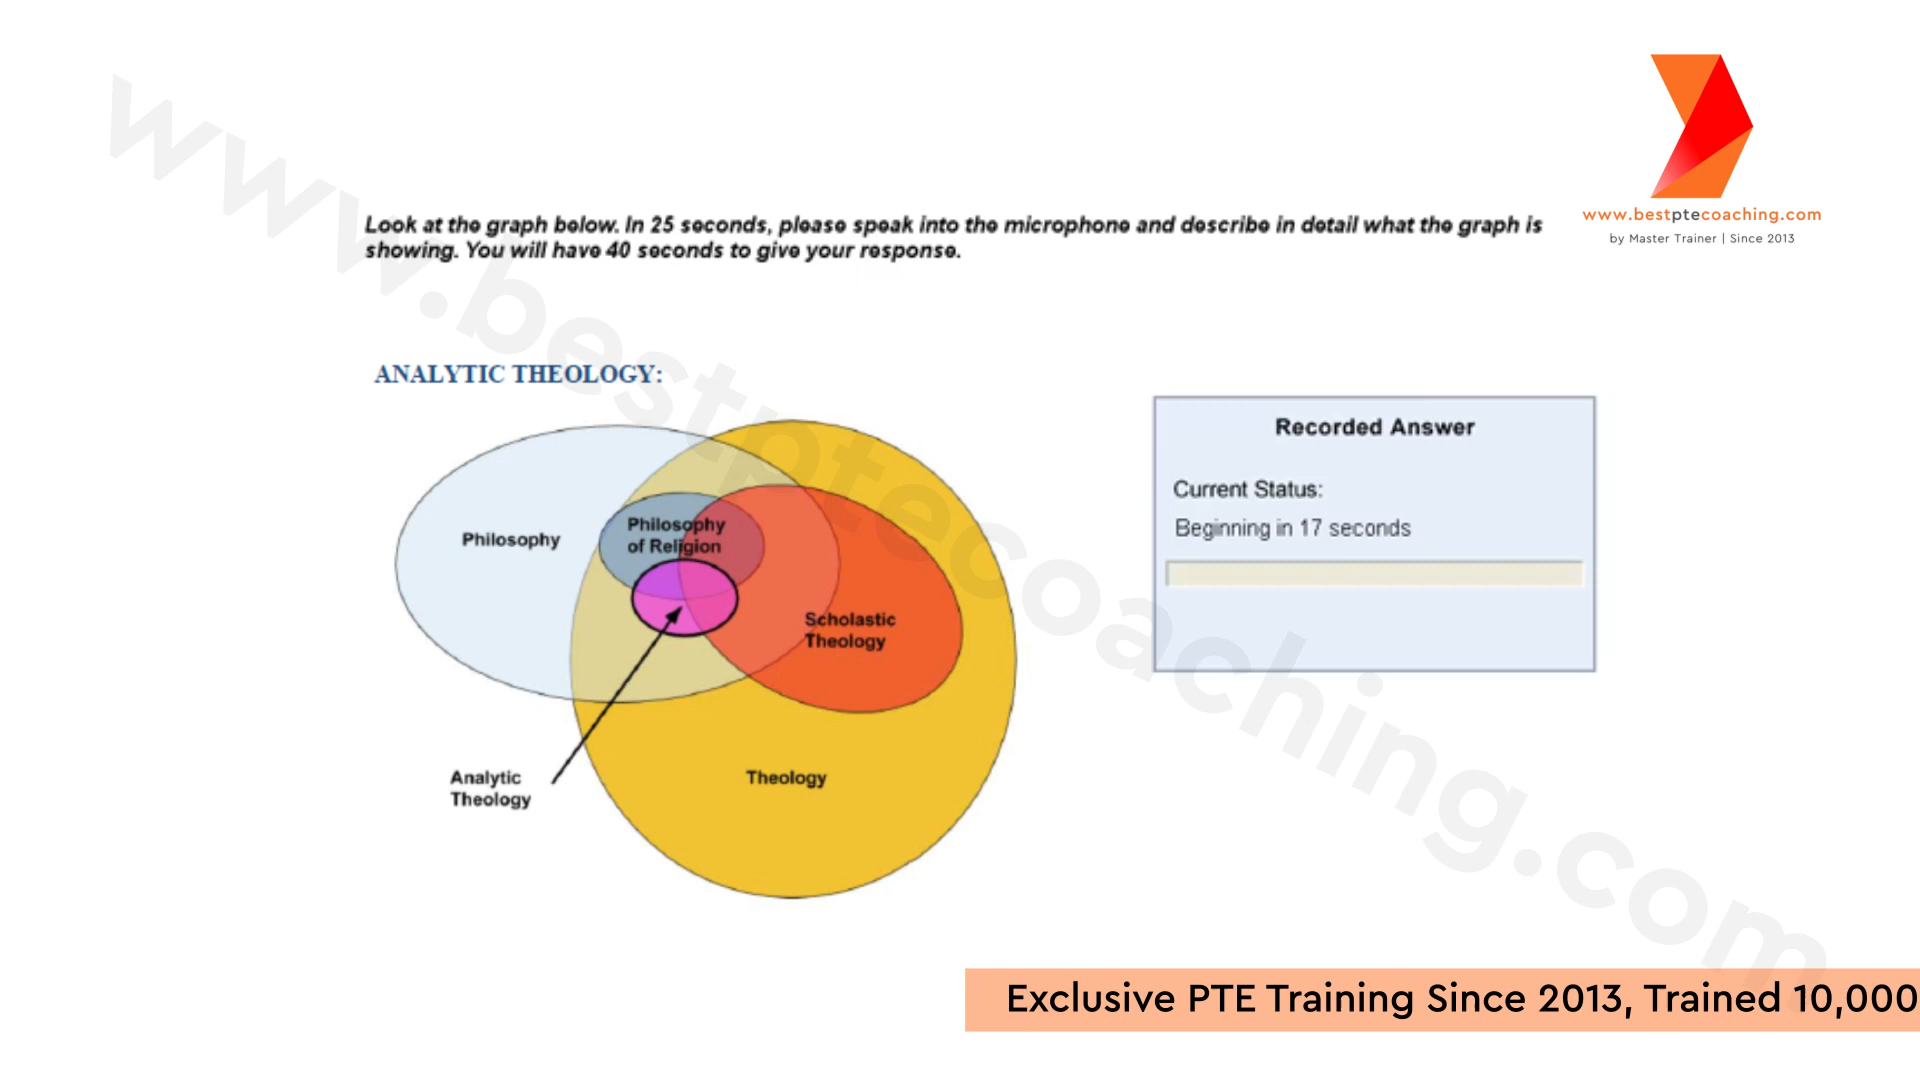 www.bestptecoaching.com
www.bestptecoaching.com
by Master Trainer | Since 2013
Look at the graph below. In 25 seconds, please speak into the microphone and describe in detail what the graph is
showing. You will have 40 seconds to give your response.
ANALYTIC THEOLOGY:
Recorded Answer
Current Status:
Beginning in 17 seconds
Philosophy
Philosophy
of Religion
Scholastic
Theology
Analytic
Theology
Theology
Exclusive PTE Training Since 2013, Trained 10,000